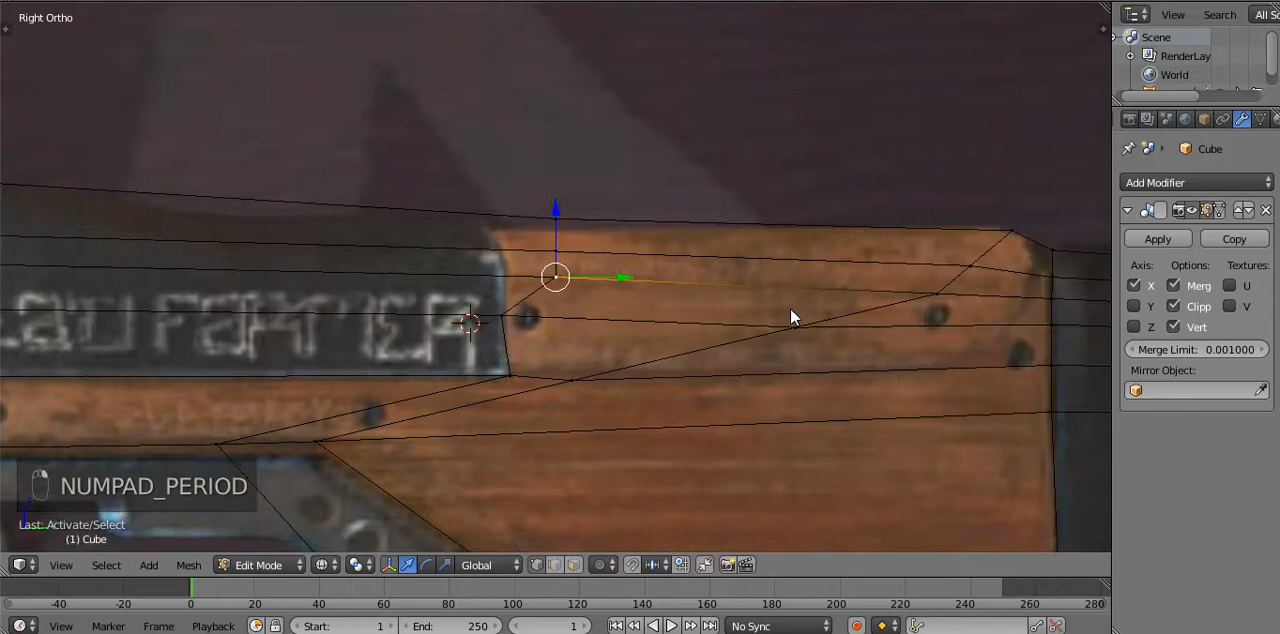 Right Ortho
View Search All Sc
Scene
RenderLay
World
Cube
Add Modifier
Apply Copy
Axis: Options: Textures:
X Merg U
Y Clipp V
Z Vert
Merge Limit: 0.001000
Mirror Object:
NUMPAD_PERIOD
Last: Activate/Select
(1) Cube
View Select Add Mesh Edit Mode Global
-40 -20 0 20 40 60 80 100 120 140 160 180 200 220 240 260 280
View Marker Frame Playback Start: 1 End: 250 1 No Sync